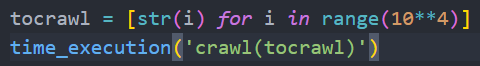 tocrawl = [str(i) for i in range(10**4)]
time_execution('crawl(tocrawl)')